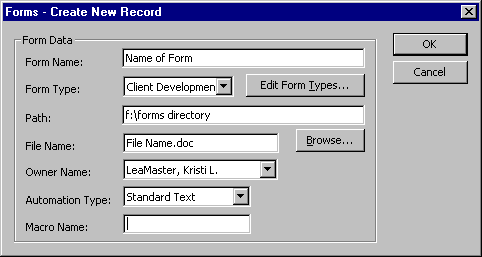 Forms - Create New Record
Form Data
Form Name: Name of Form
OK
Form Type: Client Developmen Edit Form Types...
Cancel
Path: f:\forms directory
File Name: File Name.doc Browse...
Owner Name: LeaMaster, Kristi L.
Automation Type: Standard Text
Macro Name: